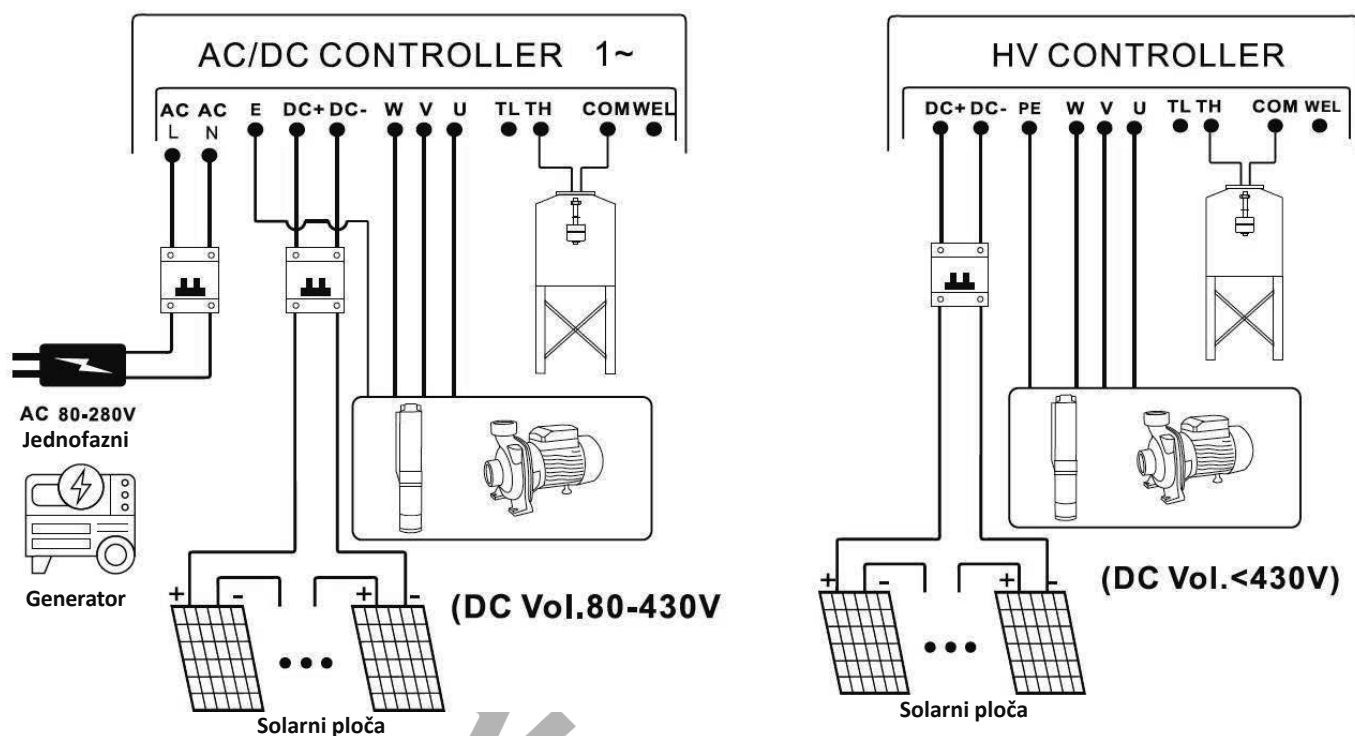 AC/DC CONTROLLER 1~
AC AC E DC+ DC- W V U TL TH COM WEL
L N
AC 80-280V
Jednofazni
Generator
+ - + -
(DC Vol.80-430V
Solarni ploča
HV CONTROLLER
DC+ DC- PE W V U TL TH COM WEL
+ - + -
(DC Vol.<430V)
Solarni ploča